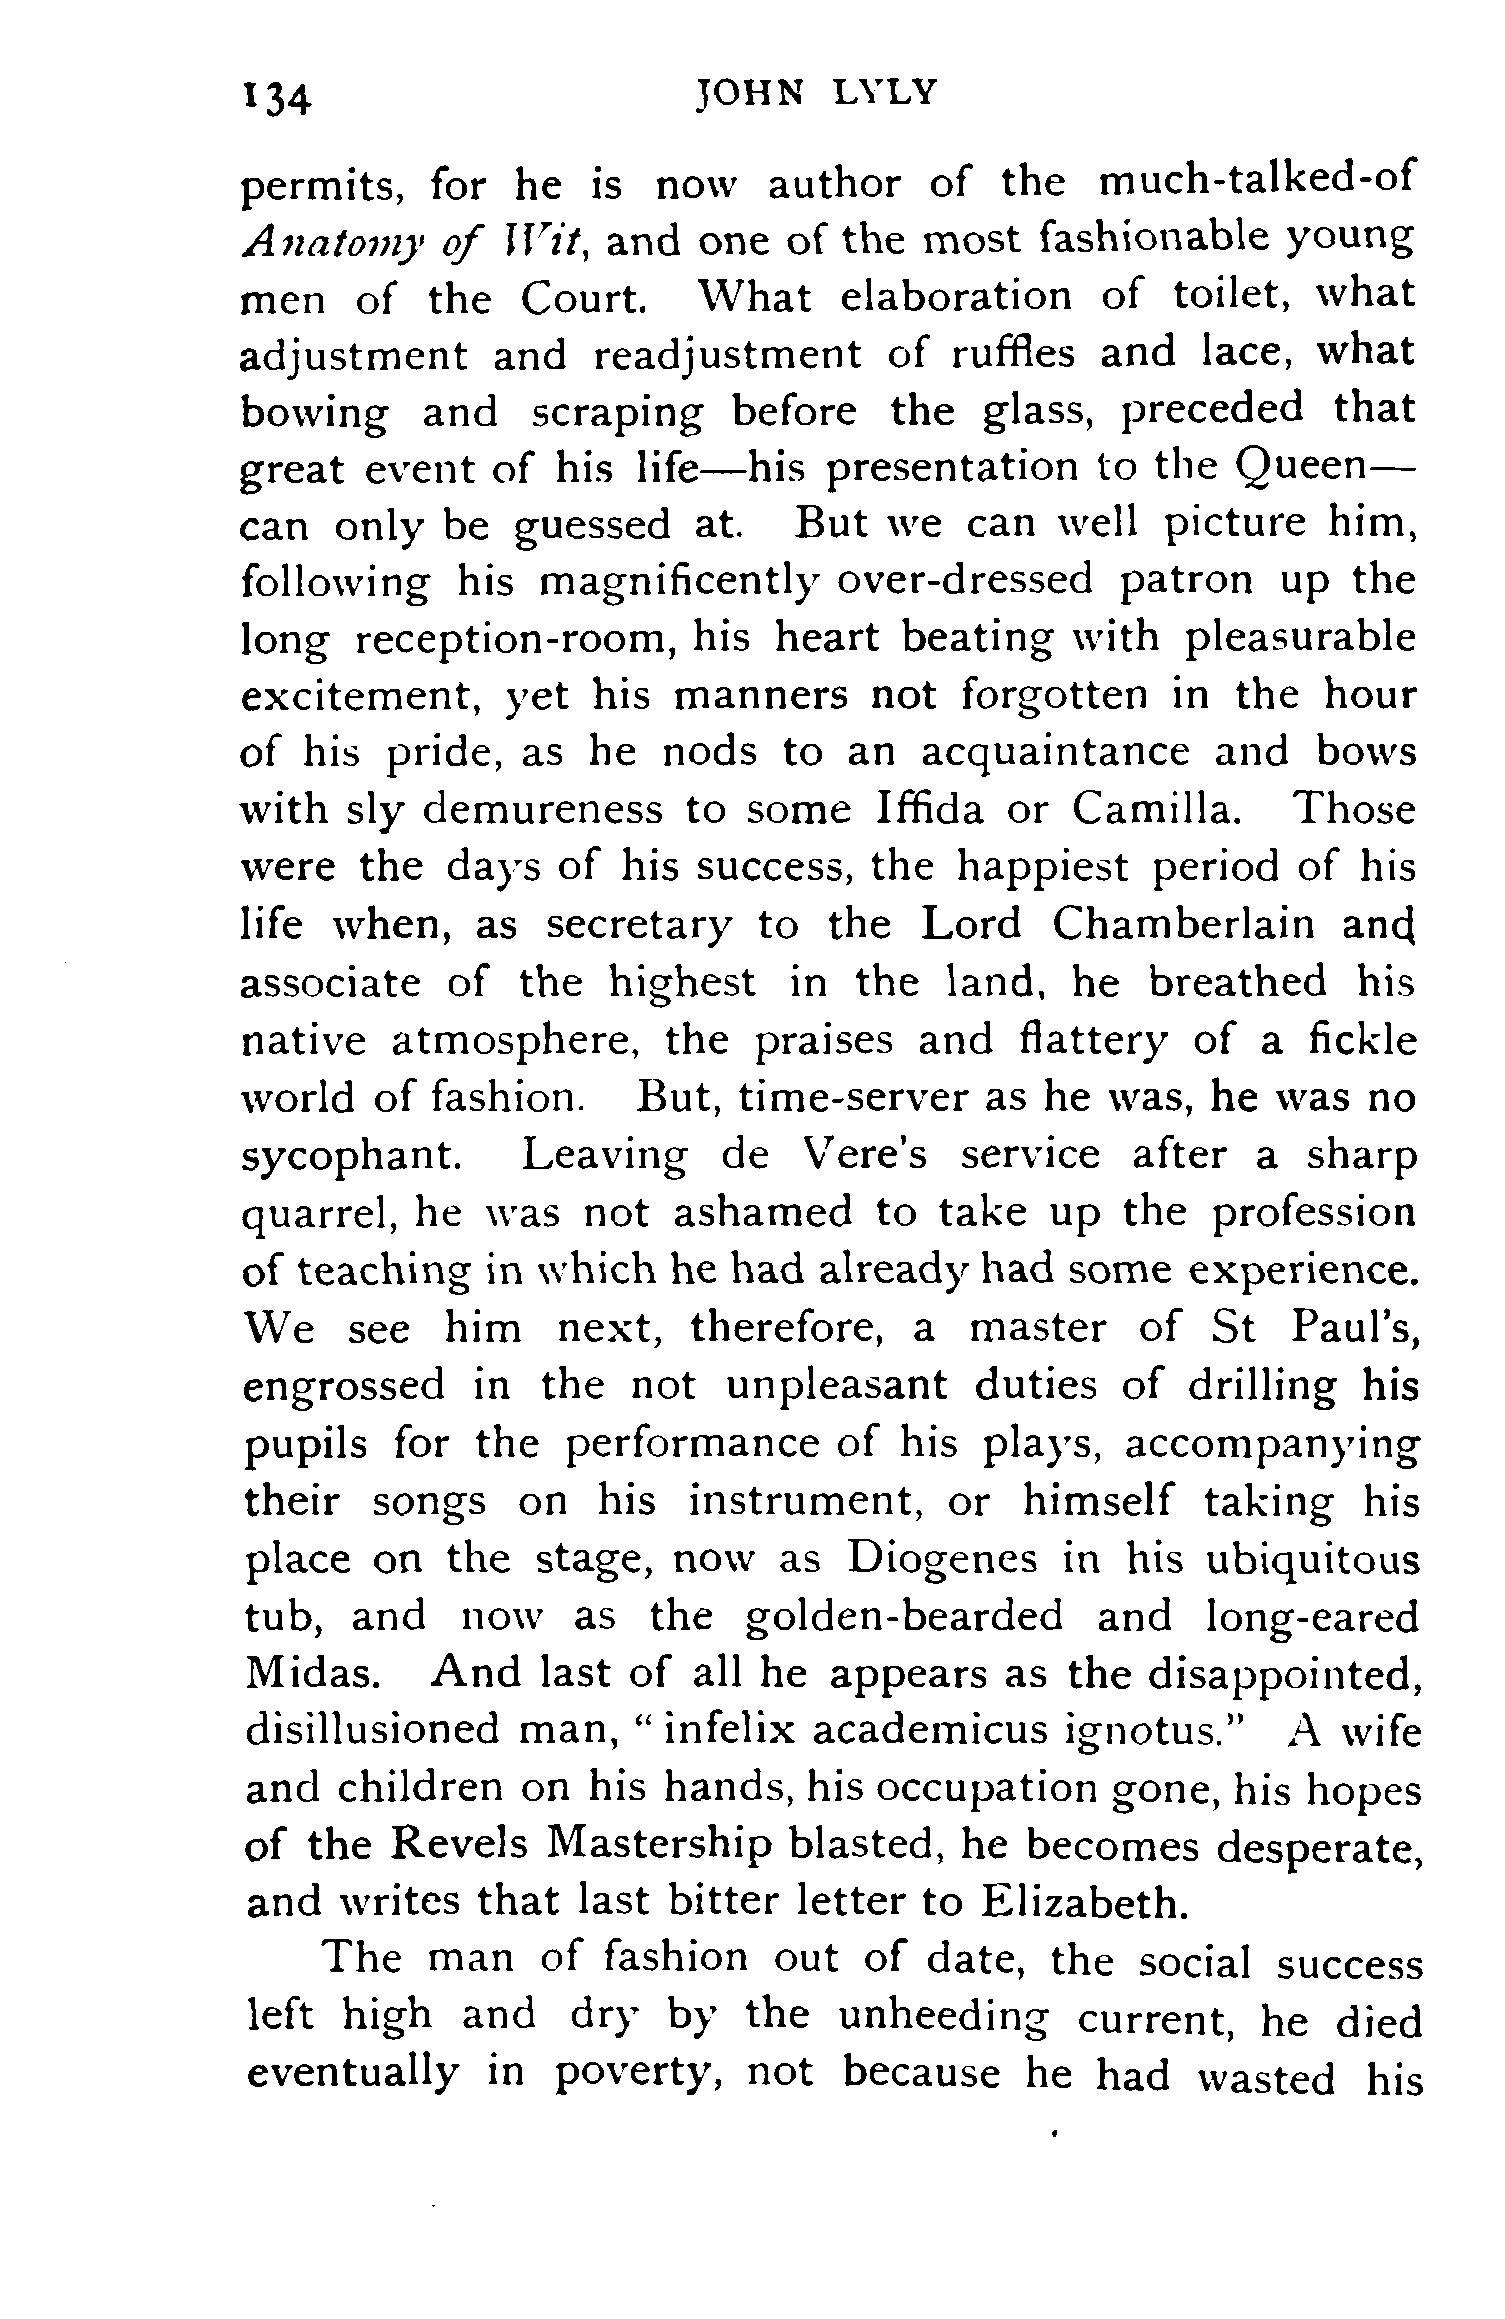 134 JOHN LYLY
permits, for he is now author of the much-talked-of
Anatomy of Wit, and one of the most fashionable young
men of the Court. What elaboration of toilet, what
adjustment and readjustment of ruffles and lace, what
bowing and scraping before the glass, preceded that
great event of his life—his presentation to the Queen—
can only be guessed at. But we can well picture him,
following his magnificently over-dressed patron up the
long reception-room, his heart beating with pleasurable
excitement, yet his manners not forgotten in the hour
of his pride, as he nods to an acquaintance and bows
with sly demureness to some Iffida or Camilla. Those
were the days of his success, the happiest period of his
life when, as secretary to the Lord Chamberlain and
associate of the highest in the land, he breathed his
native atmosphere, the praises and flattery of a fickle
world of fashion. But, time-server as he was, he was no
sycophant. Leaving de Vere's service after a sharp
quarrel, he was not ashamed to take up the profession
of teaching in which he had already had some experience.
We see him next, therefore, a master of St Paul's,
engrossed in the not unpleasant duties of drilling his
pupils for the performance of his plays, accompanying
their songs on his instrument, or himself taking his
place on the stage, now as Diogenes in his ubiquitous
tub, and now as the golden-bearded and long-eared
Midas. And last of all he appears as the disappointed,
disillusioned man, "infelix academicus ignotus." A wife
and children on his hands, his occupation gone, his hopes
of the Revels Mastership blasted, he becomes desperate,
and writes that last bitter letter to Elizabeth.
The man of fashion out of date, the social success
left high and dry by the unheeding current, he died
eventually in poverty, not because he had wasted his